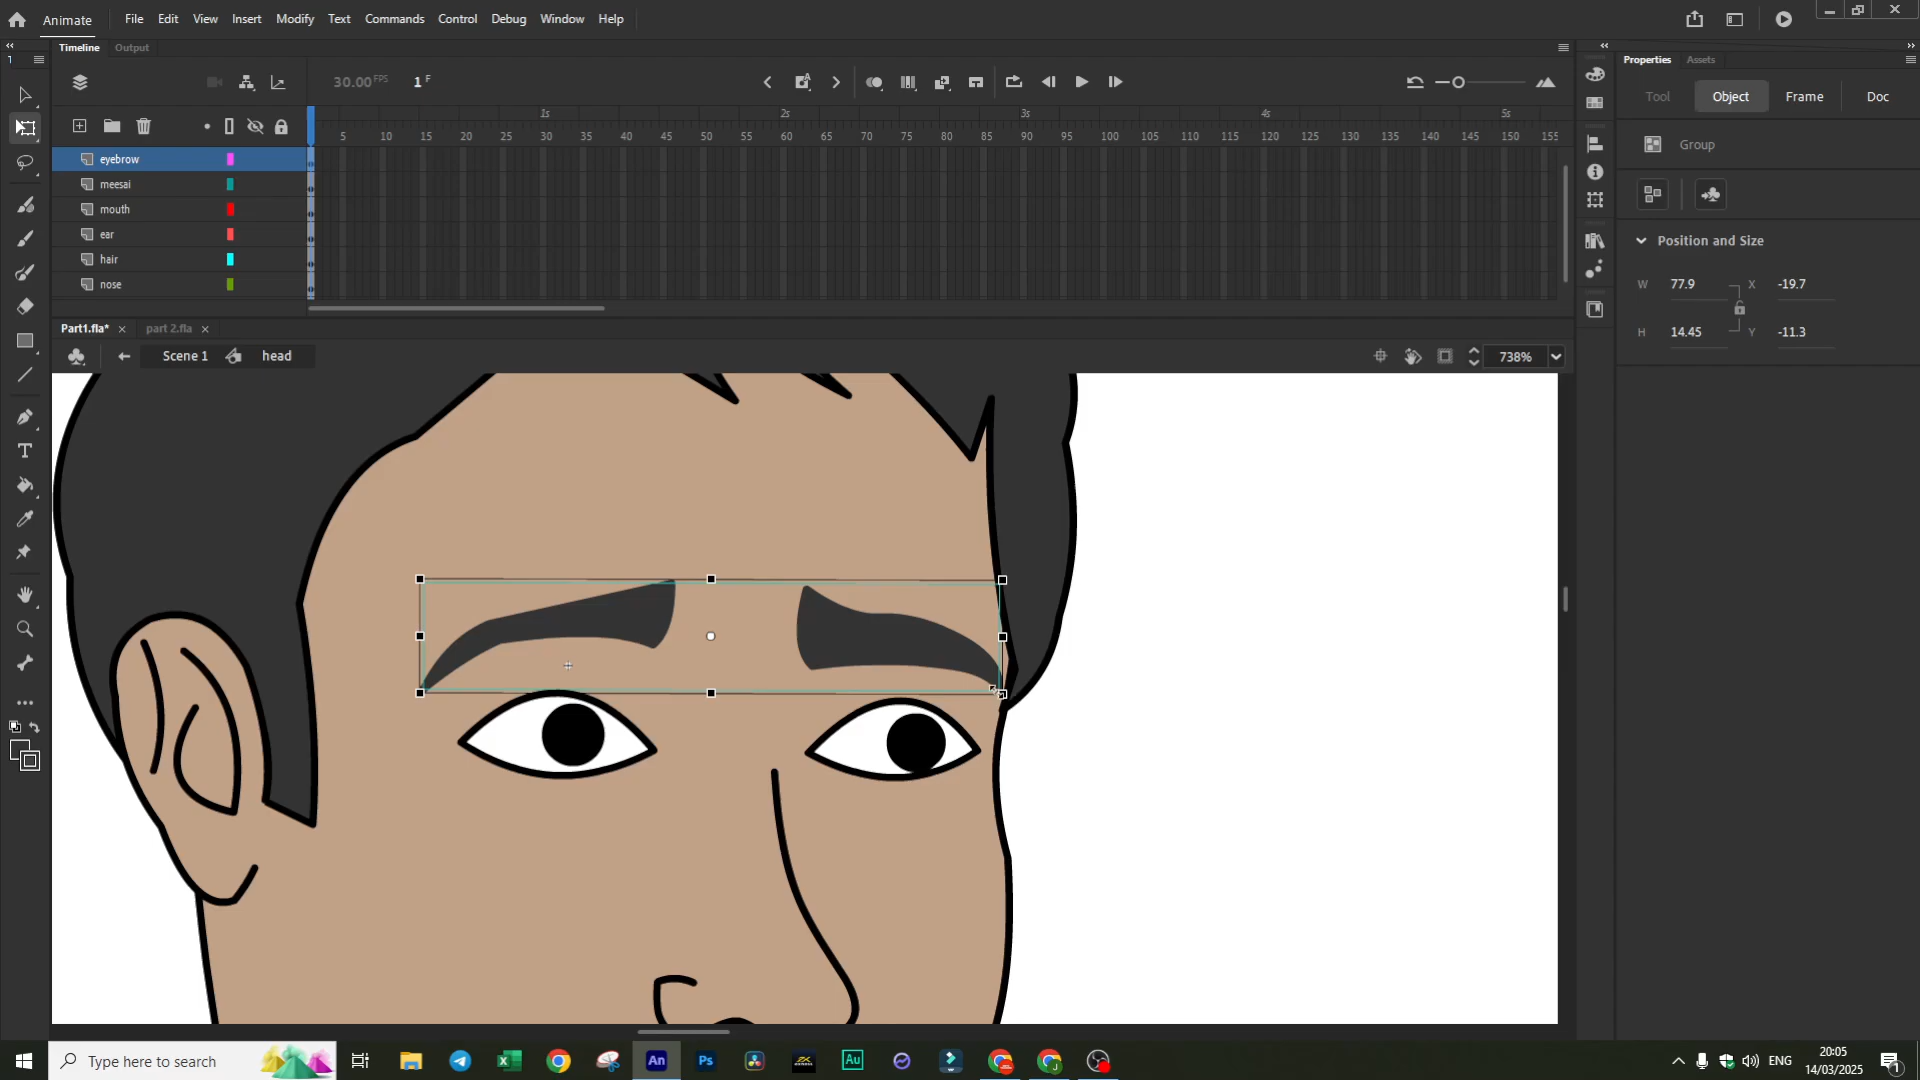 Animate File Edit View Insert Modify Text Commands Control Debug Window Help
Timeline Output
Properties Assets
30.00 FPS 1 F
Tool Object Frame Doc
1s 2s 3s 4s 5s
5 10 15 20 25 30 35 40 45 50 55 60 65 70 75 80 85 90 95 100 105 110 115 120 125 130 135 140 145 150 155
eyebrow
meesai
mouth
ear
hair
nose
Group
Position and Size
W 77.9 X -19.7
H 14.45 Y -11.3
Part1.fla* × part 2.fla ×
Scene 1 head 738%
Type here to search
An Ps Au
ENG
20:05
14/03/2025
1